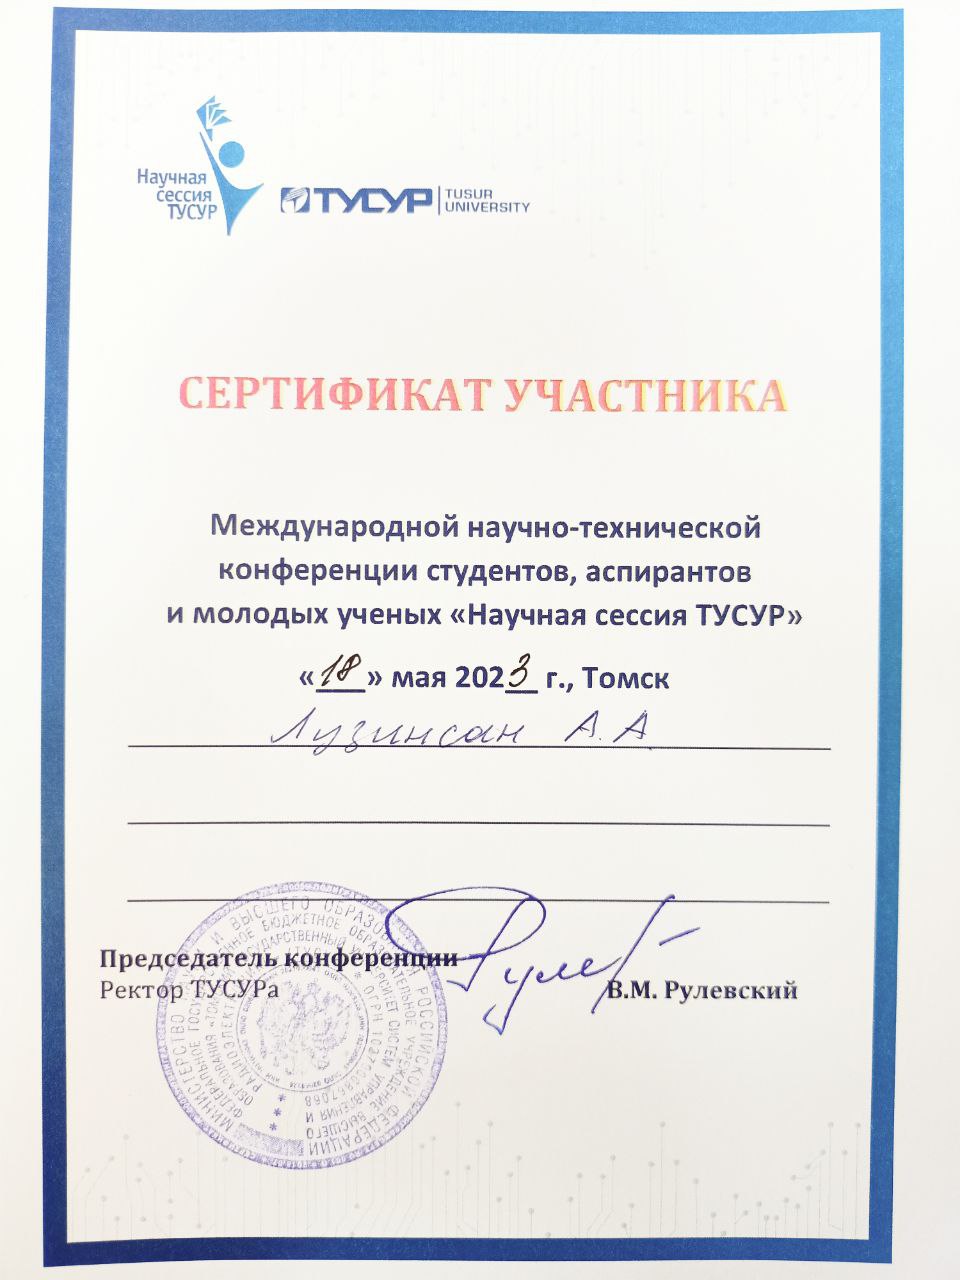 Научная
сессия
ТУСУР
ТУСУР
TUSUR
UNIVERSITY
СЕРТИФИКАТ УЧАСТНИКА
Международной научно-технической
конференции студентов, аспирантов
и молодых ученых «Научная сессия ТУСУР»
«18» мая 2023 г., Томск
Лузинсан А.А
Председатель конференции
Ректор ТУСУРа
В.М. Рулевский